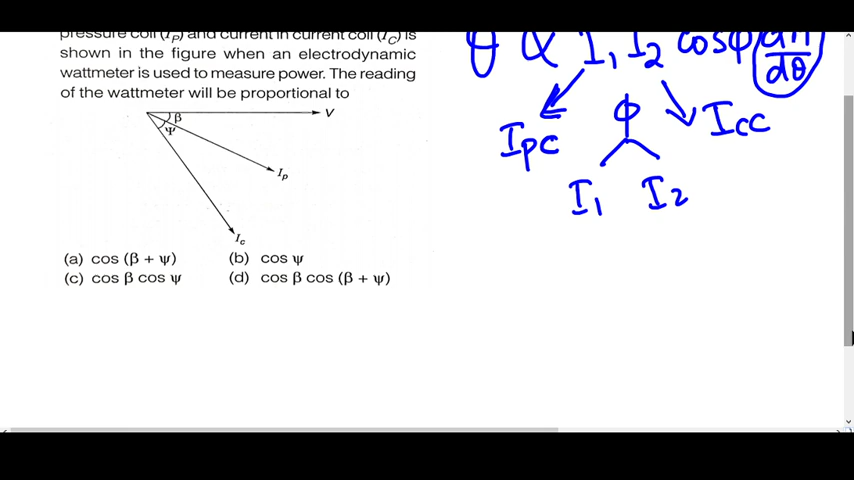 pressure coil (I_P) and current in current coil (I_C) is
shown in the figure when an electrodynamic
wattmeter is used to measure power. The reading
of the wattmeter will be proportional to
V
β
Ψ
I_p
I_c
(a) cos (β + ψ) (b) cos ψ
(c) cos β cos ψ (d) cos β cos (β + ψ)
θ ∝ I₁ I₂ cosφ dM/dθ
I_PC φ I_CC
I₁ I₂